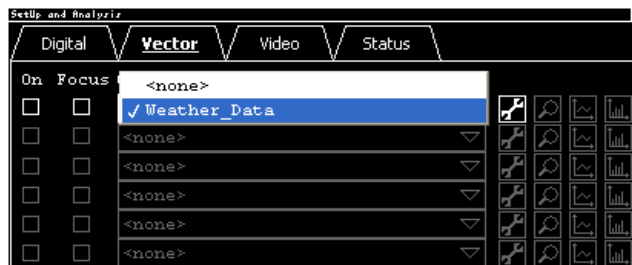 SetUp and Analysis
Digital Vector Video Status
On Focus
<none>
✓ Weather_Data
<none>
<none>
<none>
<none>
<none>